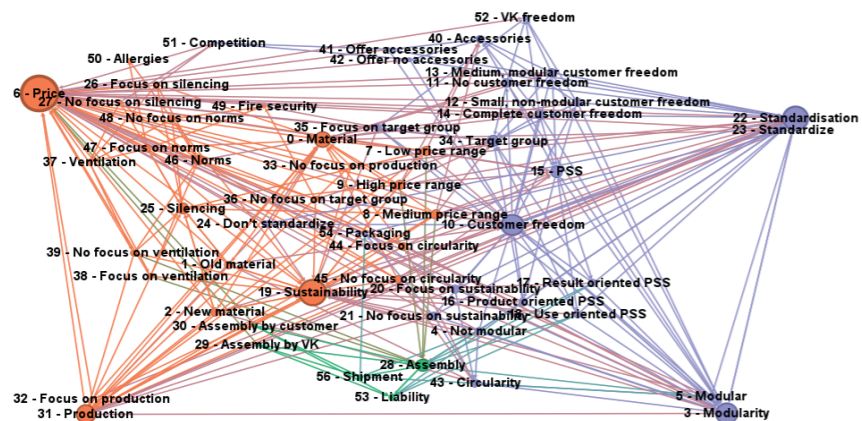 52 - VK freedom
51 - Competition
40 - Accessories
41 - Offer accessories
50 - Allergies
42 - Offer no accessories
13 - Medium, modular customer freedom
26 - Focus on silencing
11 - No customer freedom
6 - Price
27 - No focus on silencing
49 - Fire security
12 - Small, non-modular customer freedom
14 - Complete customer freedom
48 - No focus on norms
22 - Standardisation
35 - Focus on target group
23 - Standardize
0 - Material
34 - Target group
47 - Focus on norms
7 - Low price range
37 - Ventilation
46 - Norms
33 - No focus on production
15 - PSS
9 - High price range
36 - No focus on target group
25 - Silencing
8 - Medium price range
24 - Don't standardize
10 - Customer freedom
54 - Packaging
44 - Focus on circularity
39 - No focus on ventilation
1 - Old material
38 - Focus on ventilation
45 - No focus on circularity
17 - Result oriented PSS
19 - Sustainability
20 - Focus on sustainability
16 - Product oriented PSS
2 - New material
21 - No focus on sustainability
18 - Use oriented PSS
30 - Assembly by customer
4 - Not modular
29 - Assembly by VK
28 - Assembly
56 - Shipment
43 - Circularity
32 - Focus on production
53 - Liability
5 - Modular
31 - Production
3 - Modularity